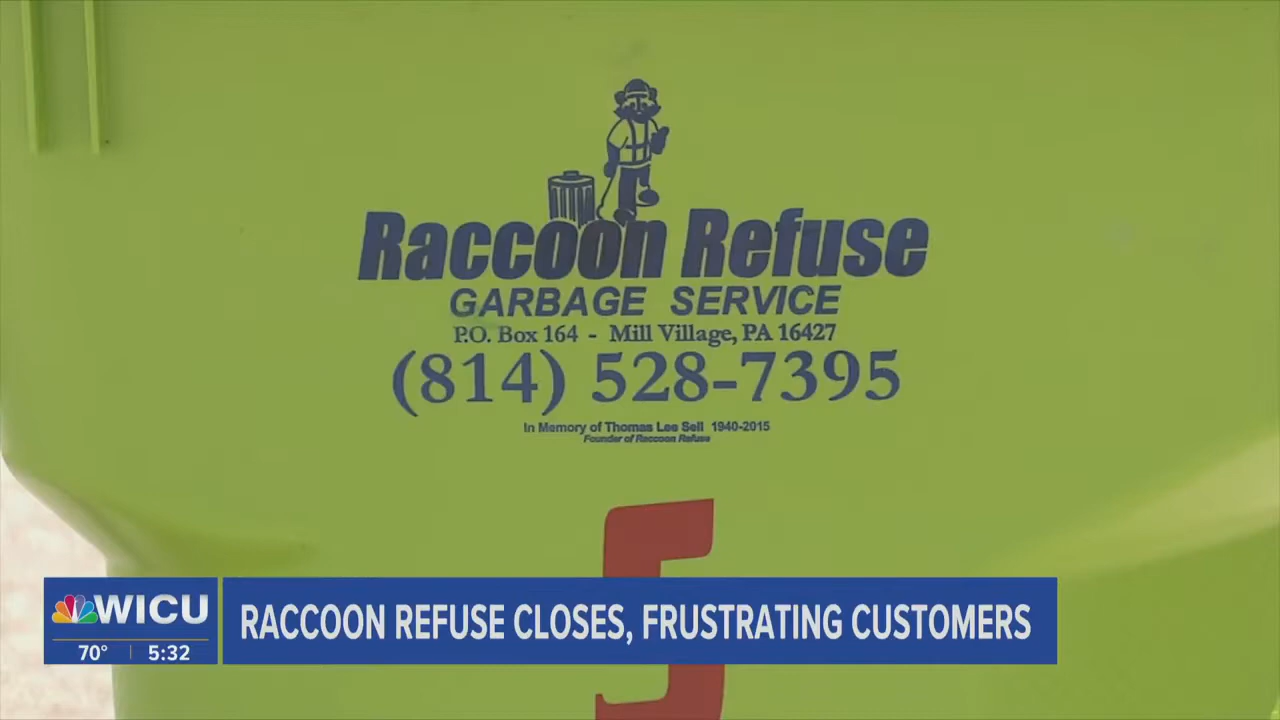 Raccoon Refuse
GARBAGE SERVICE
P.O. Box 164 - Mill Village, PA 16427
(814) 528-7395
In Memory of Thomas Lee Sell 1940-2015
Founder of Raccoon Refuse
5
WICU
RACCOON REFUSE CLOSES, FRUSTRATING CUSTOMERS
70° | 5:32